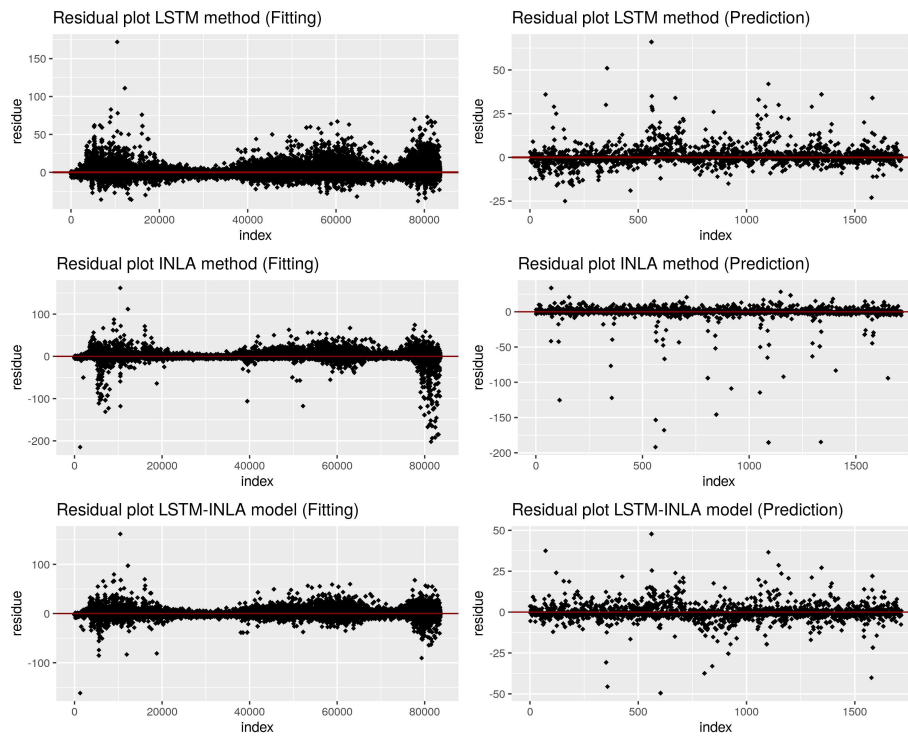 Residual plot LSTM method (Fitting)
150
100
50
0
residue
0 20000 40000 60000 80000
index
Residual plot LSTM method (Prediction)
50
25
0
-25
residue
0 500 1000 1500
index
Residual plot INLA method (Fitting)
100
0
-100
-200
residue
0 20000 40000 60000 80000
index
Residual plot INLA method (Prediction)
0
-50
-100
-150
-200
residue
0 500 1000 1500
index
Residual plot LSTM-INLA model (Fitting)
100
0
-100
residue
0 20000 40000 60000 80000
index
Residual plot LSTM-INLA model (Prediction)
50
25
0
-25
-50
residue
0 500 1000 1500
index